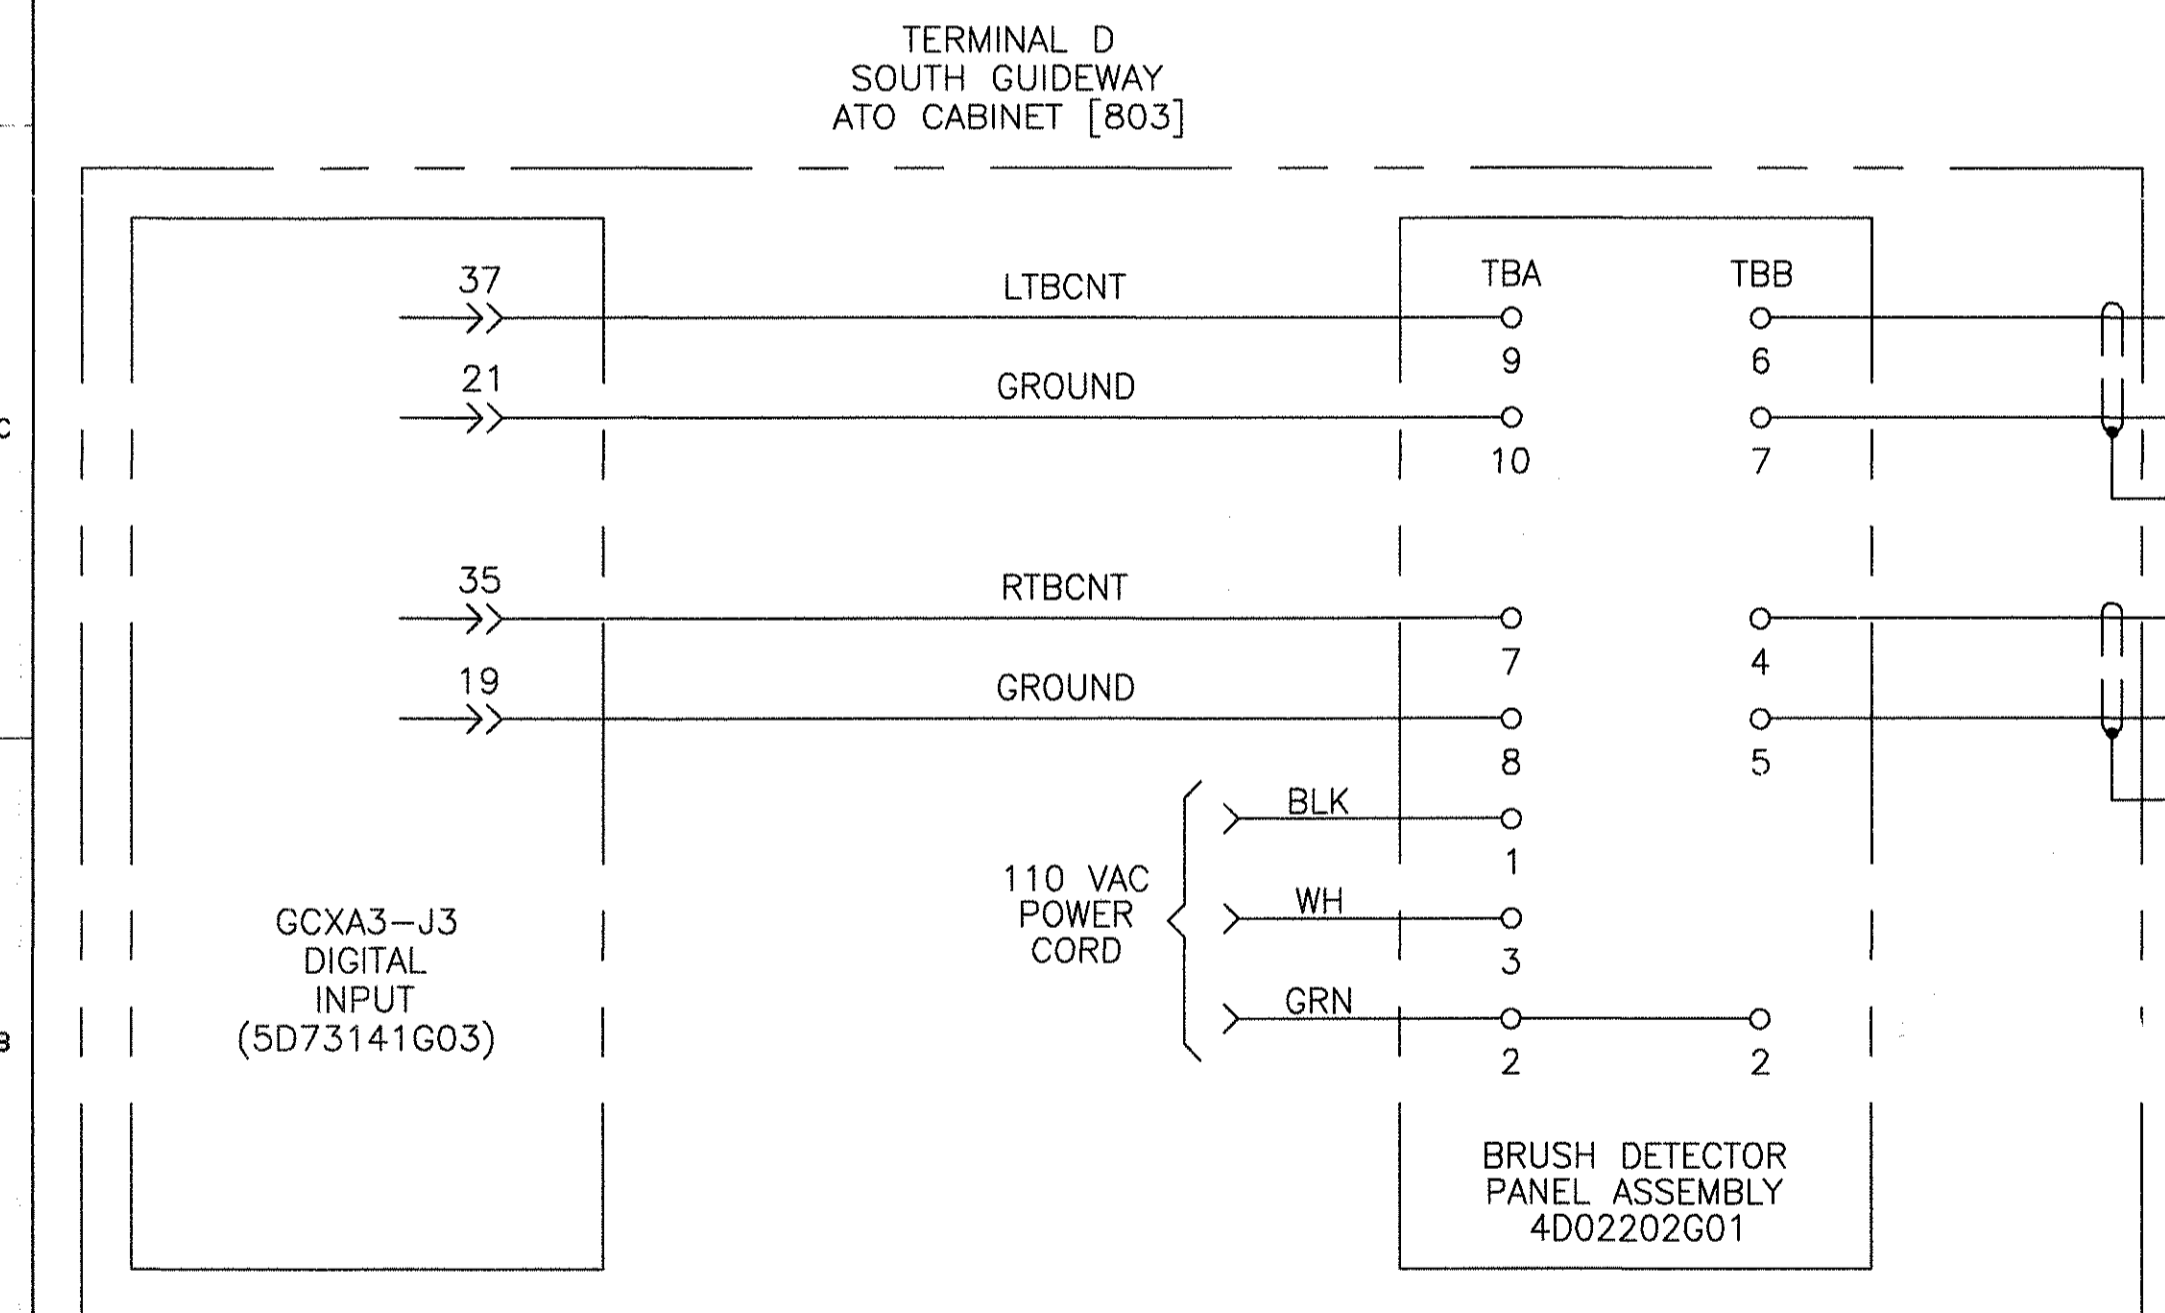 TERMINAL D
SOUTH GUIDEWAY
ATO CABINET [803]
37
LTBCNT
TBA
TBB
9
6
21
GROUND
10
7
C
35
RTBCNT
7
4
19
GROUND
8
5
BLK
1
110 VAC
POWER
CORD
WH
3
GRN
2
2
GCXA3-J3
DIGITAL
INPUT
(5D73141G03)
B
BRUSH DETECTOR
PANEL ASSEMBLY
4D02202G01